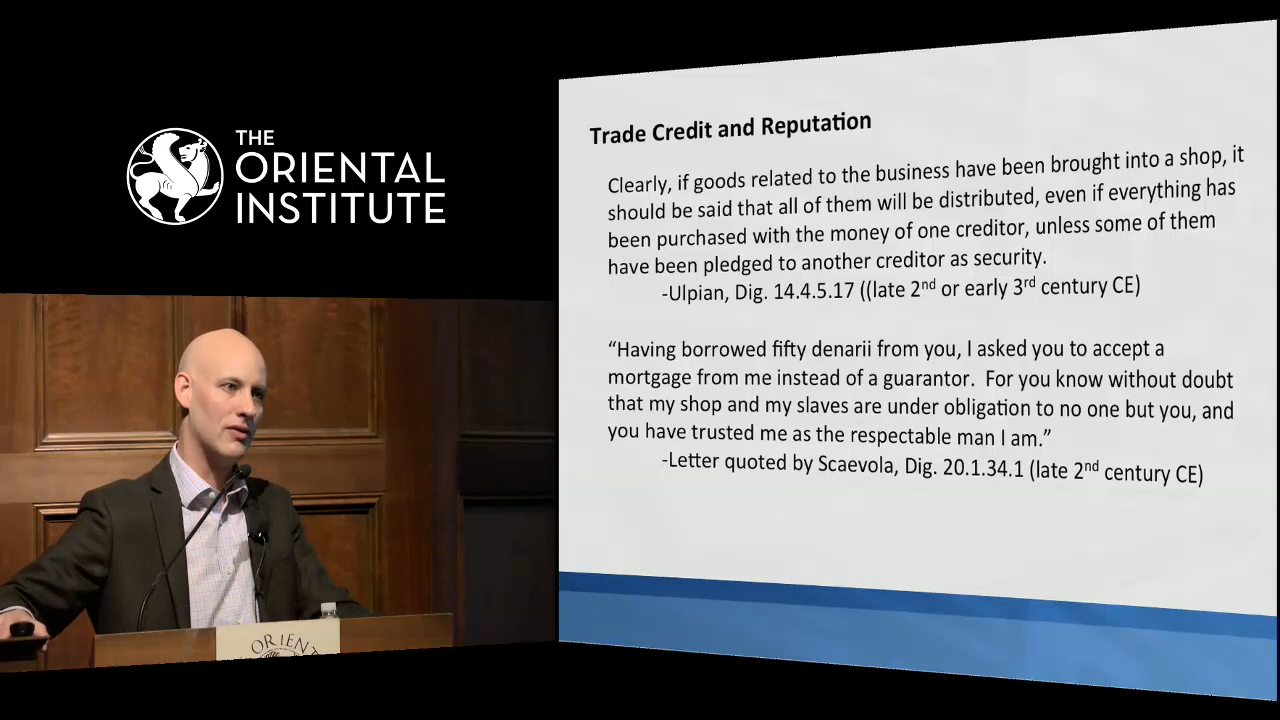 THE
ORIENTAL
INSTITUTE
Trade Credit and Reputation
Clearly, if goods related to the business have been brought into a shop, it
should be said that all of them will be distributed, even if everything has
been purchased with the money of one creditor, unless some of them
have been pledged to another creditor as security.
-Ulpian, Dig. 14.4.5.17 ((late 2nd or early 3rd century CE)
“Having borrowed fifty denarii from you, I asked you to accept a
mortgage from me instead of a guarantor.  For you know without doubt
that my shop and my slaves are under obligation to no one but you, and
you have trusted me as the respectable man I am.”
-Letter quoted by Scaevola, Dig. 20.1.34.1 (late 2nd century CE)
ORIENT